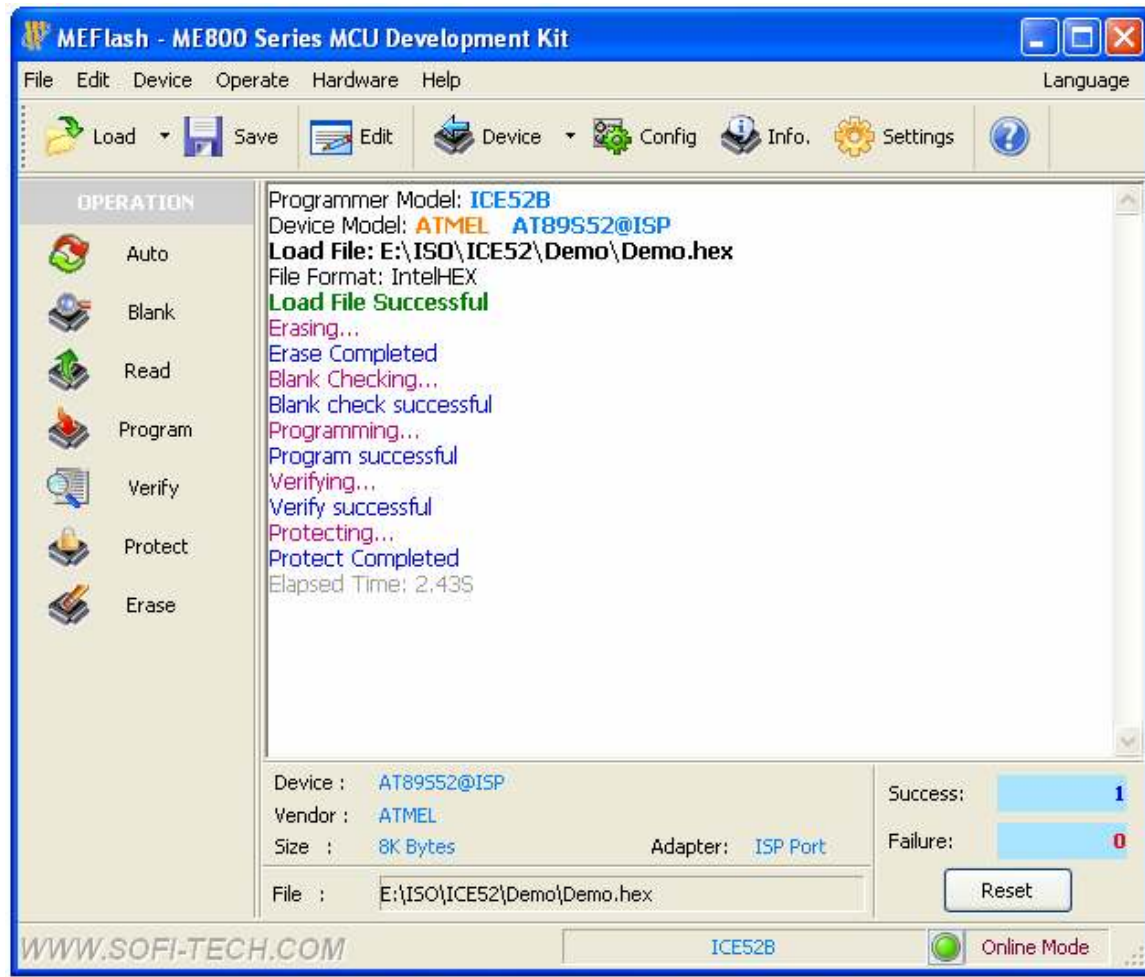 MEFlash - ME800 Series MCU Development Kit
File Edit Device Operate Hardware Help Language
Load Save Edit Device Config Info. Settings
OPERATION
Auto
Blank
Read
Program
Verify
Protect
Erase
Programmer Model: ICE52B
Device Model: ATMEL AT89S52@ISP
Load File: E:\ISO\ICE52\Demo\Demo.hex
File Format: IntelHEX
Load File Successful
Erasing...
Erase Completed
Blank Checking...
Blank check successful
Programming...
Program successful
Verifying...
Verify successful
Protecting...
Protect Completed
Elapsed Time: 2.43S
Device : AT89S52@ISP
Vendor : ATMEL
Size : 8K Bytes Adapter: ISP Port
File : E:\ISO\ICE52\Demo\Demo.hex
Success: 1
Failure: 0
Reset
WWW.SOFI-TECH.COM ICE52B Online Mode